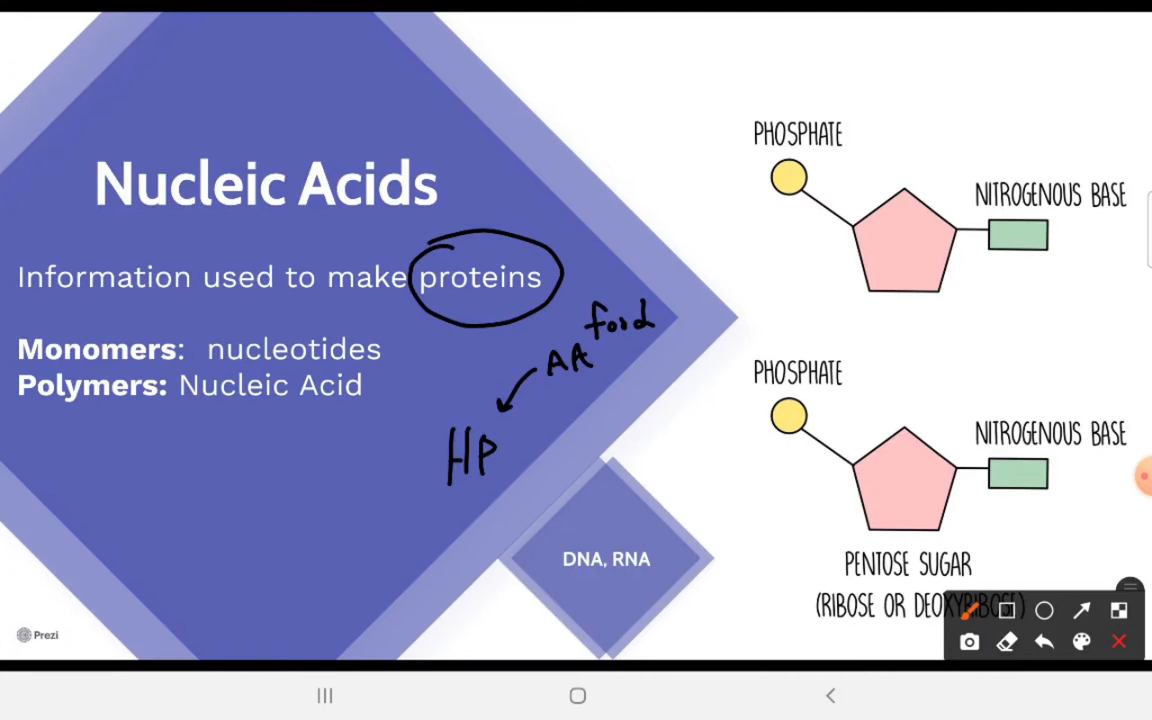 Nucleic Acids
Information used to make proteins
Monomers: nucleotides
Polymers: Nucleic Acid
food
AA
HP
DNA, RNA
PHOSPHATE
NITROGENOUS BASE
PHOSPHATE
NITROGENOUS BASE
PENTOSE SUGAR
(RIBOSE OR DEOXYRIBOSE)
Prezi